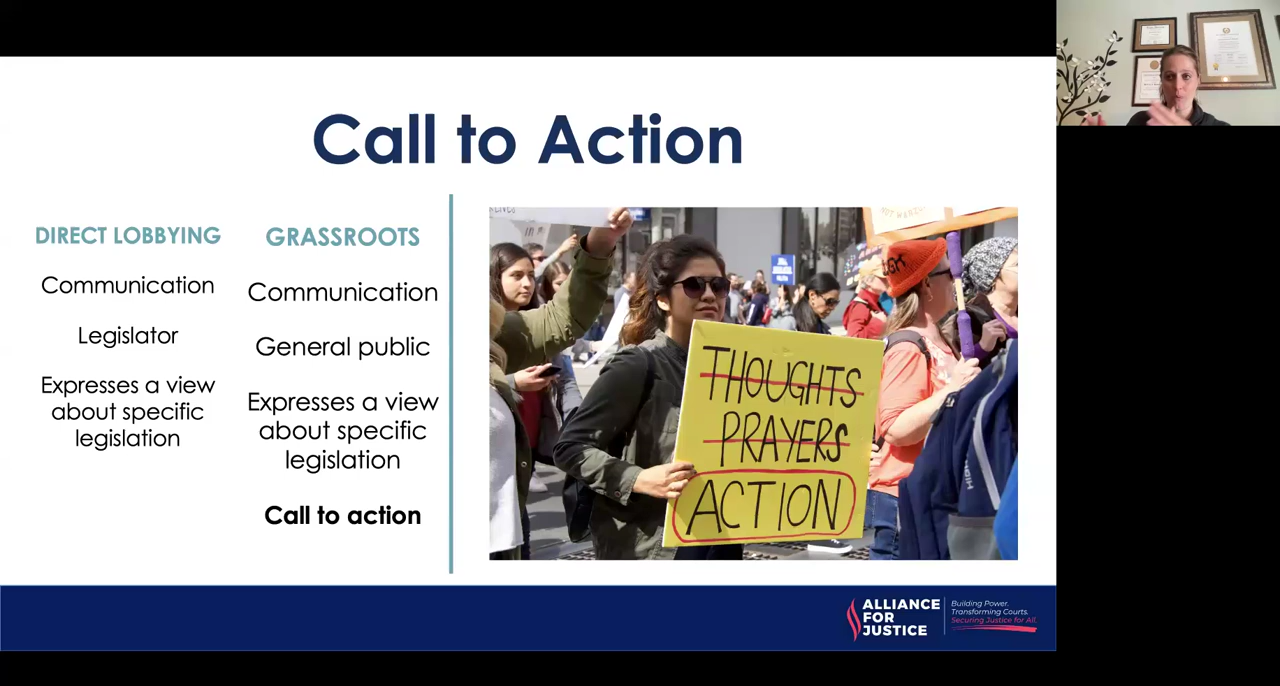 Call to Action
DIRECT LOBBYING
Communication
Legislator
Expresses a view
about specific
legislation
GRASSROOTS
Communication
General public
Expresses a view
about specific
legislation
Call to action
THOUGHTS
PRAYERS
ACTION
ALLIANCE
FOR
JUSTICE
Building Power.
Transforming Courts.
Securing Justice for All.